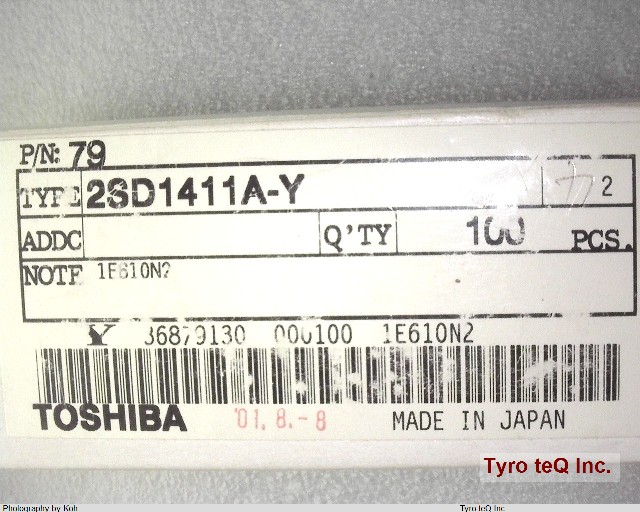 P/N: 79
TYPE 2SD1411A-Y 2
ADDC Q'TY 100 PCS.
NOTE 1E610N2
Y 36879130 000100 1E610N2
TOSHIBA '01. 8.-8 MADE IN JAPAN
Tyro teQ Inc.
Photography by Koh Tyro teQ Inc